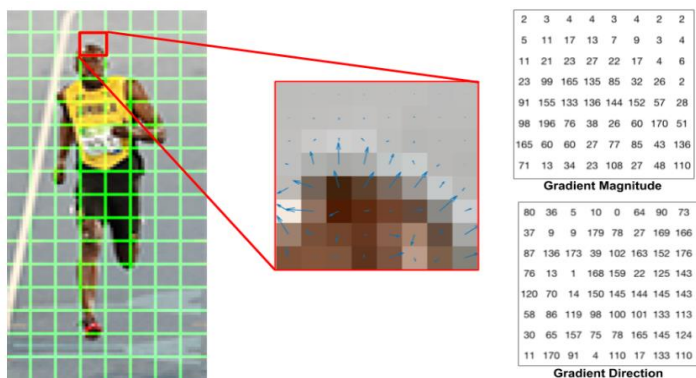 2 3 4 4 3 4 2 2
5 11 17 13 7 9 3 4
11 21 23 27 22 17 4 6
23 99 165 135 85 32 26 2
91 155 133 136 144 152 57 28
98 196 76 38 26 60 170 51
165 60 60 27 77 85 43 136
71 13 34 23 108 27 48 110
Gradient Magnitude
80 36 5 10 0 64 90 73
37 9 9 179 78 27 169 166
87 136 173 39 102 163 152 176
76 13 1 168 159 22 125 143
120 70 14 150 145 144 145 143
58 86 119 98 100 101 133 113
30 65 157 75 78 165 145 124
11 170 91 4 110 17 133 110
Gradient Direction